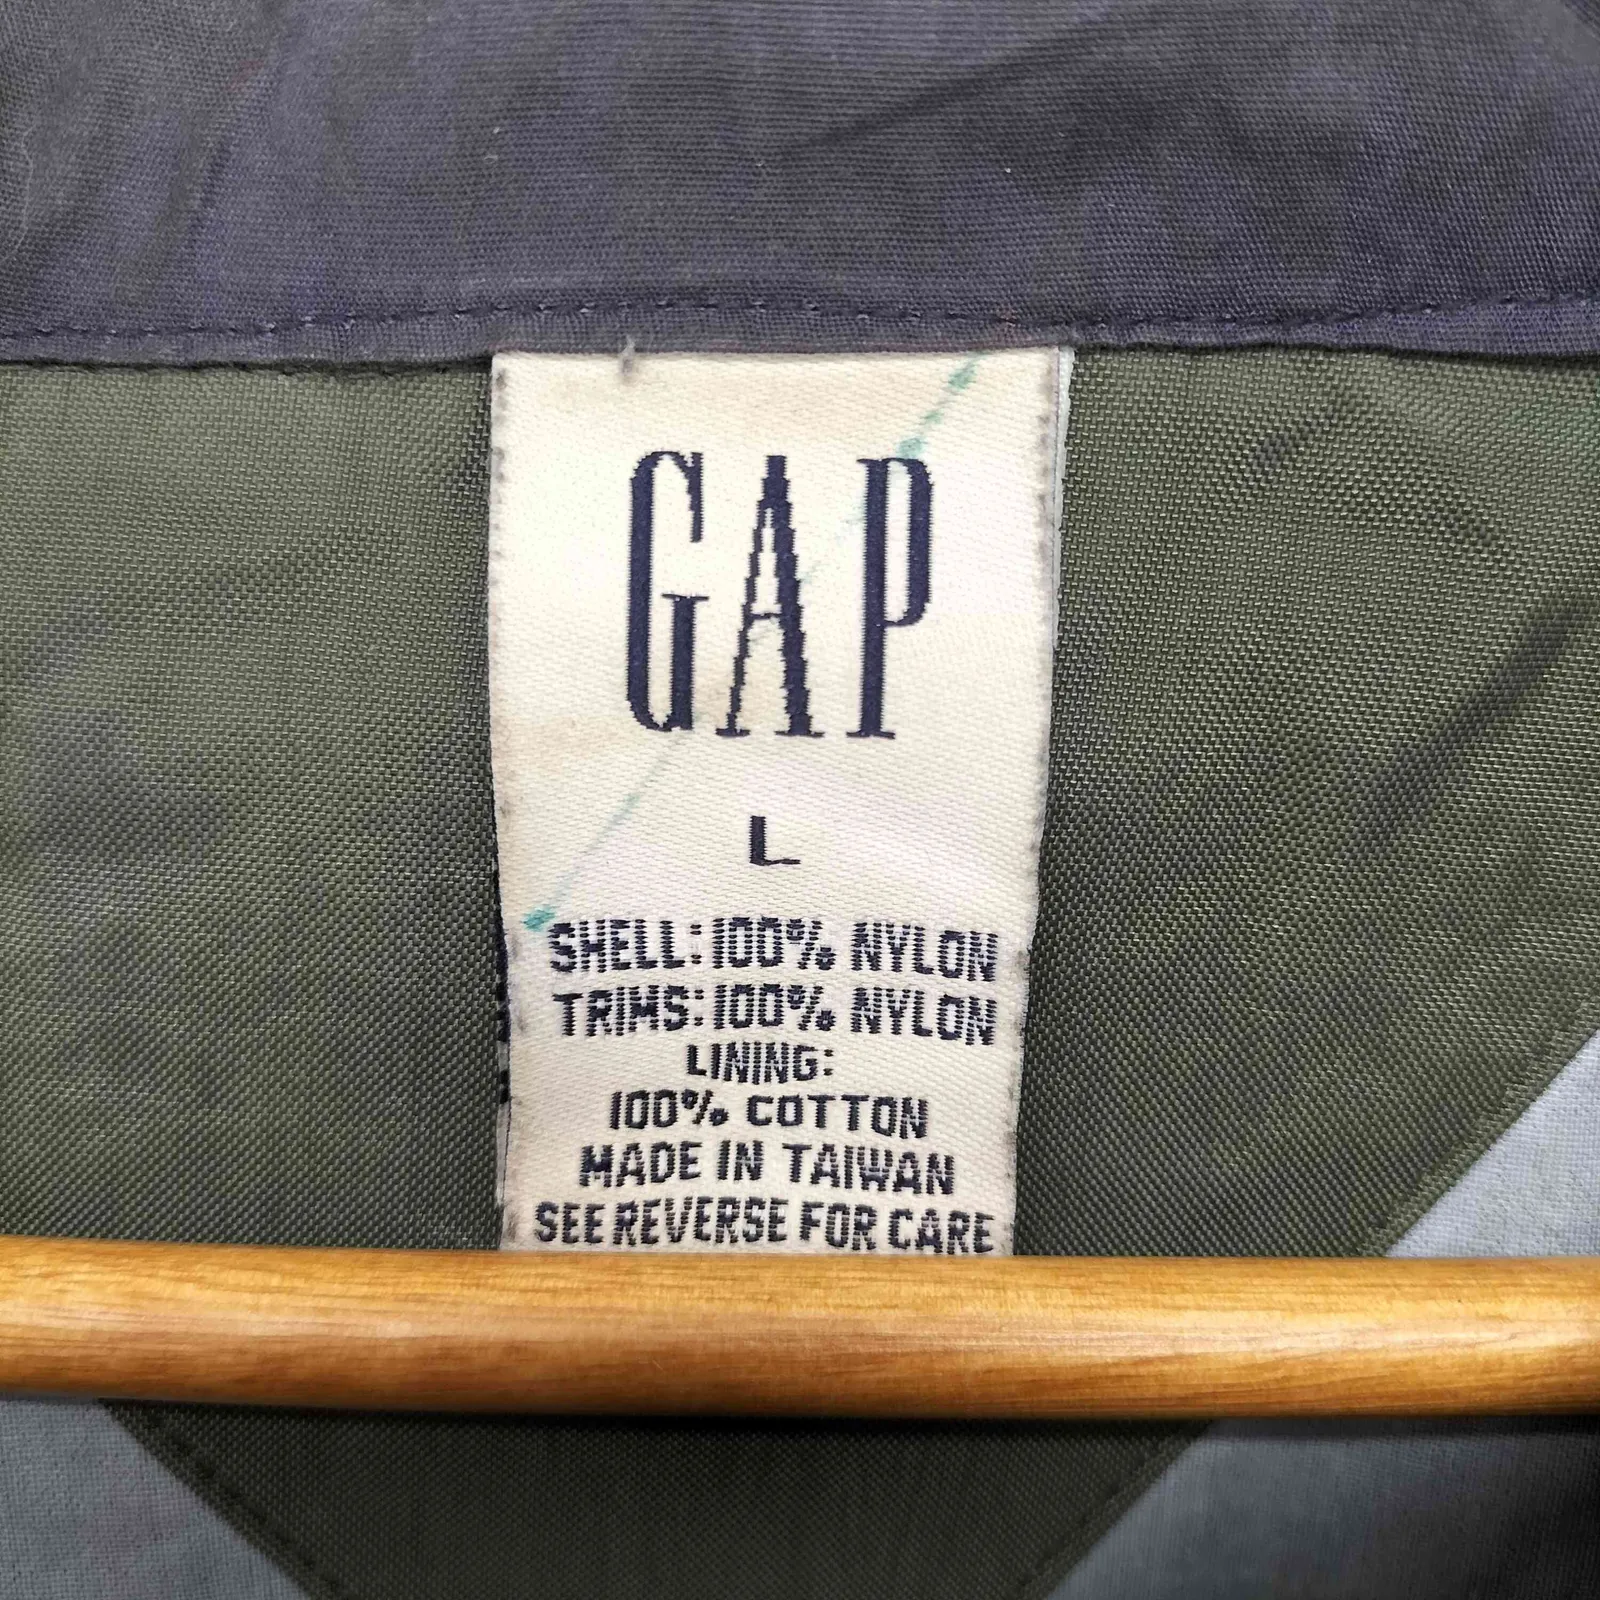 GAP
L
SHELL: 100% NYLON
TRIMS: 100% NYLON
LINING:
100% COTTON
MADE IN TAIWAN
SEE REVERSE FOR CARE